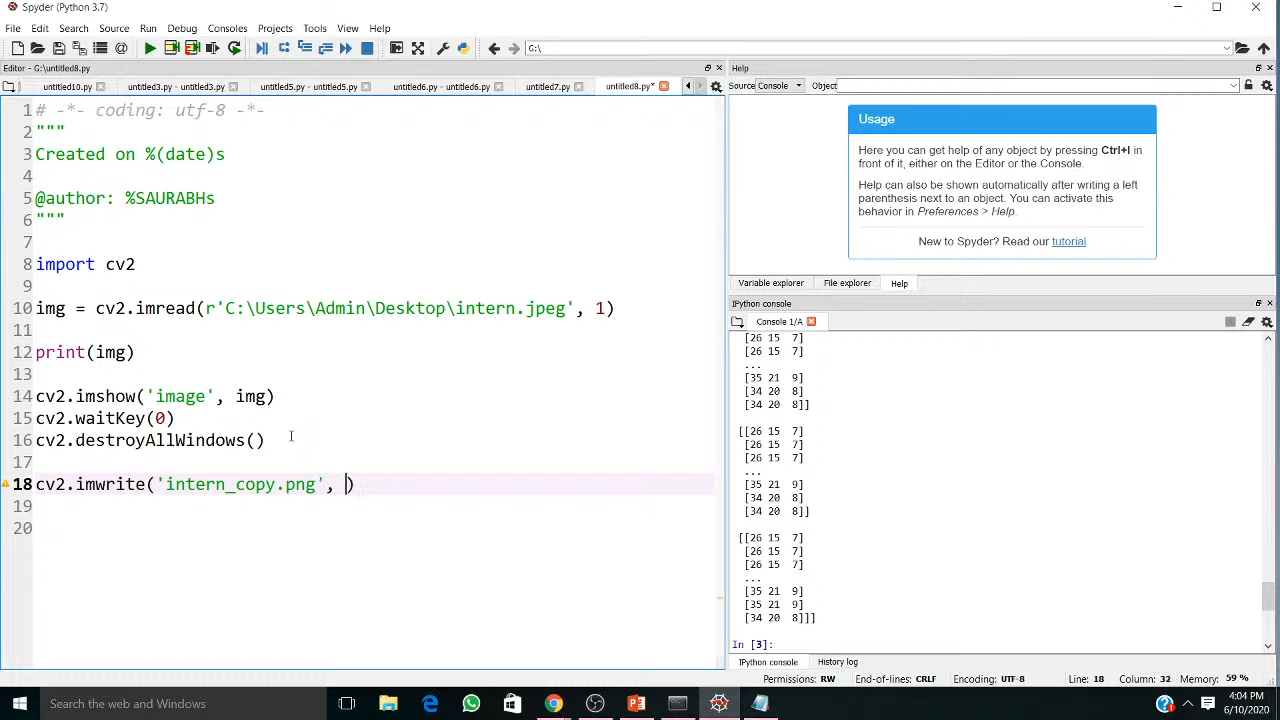 Spyder (Python 3.7)
File Edit Search Source Run Debug Consoles Projects Tools View Help
G:\
Editor - G:\untitled8.py
untitled10.py untitled3.py - untitled3.py untitled5.py - untitled5.py untitled6.py - untitled6.py untitled7.py untitled8.py*
1 # -*- coding: utf-8 -*-
2 """
3 Created on %(date)s
4
5 @author: %SAURABHs
6 """
7
8 import cv2
9
10 img = cv2.imread(r'C:\Users\Admin\Desktop\intern.jpeg', 1)
11
12 print(img)
13
14 cv2.imshow('image', img)
15 cv2.waitKey(0)
16 cv2.destroyAllWindows()
17
18 cv2.imwrite('intern_copy.png', )
19
20
Help
Source Console Object
Usage
Here you can get help of any object by pressing Ctrl+I in
front of it, either on the Editor or the Console.
Help can also be shown automatically after writing a left
parenthesis next to an object. You can activate this
behavior in Preferences > Help.
New to Spyder? Read our tutorial
Variable explorer File explorer Help
IPython console
Console 1/A
[26 15 7]
[26 15 7]
...
[35 21 9]
[34 20 8]
[34 20 8]]
[[26 15 7]
[26 15 7]
[26 15 7]
...
[35 21 9]
[34 20 8]
[34 20 8]]
[[26 15 7]
[26 15 7]
[26 15 7]
...
[35 21 9]
[35 21 9]
[34 20 8]]]
In [3]:
IPython console History log
Permissions: RW End-of-lines: CRLF Encoding: UTF-8 Line: 18 Column: 32 Memory: 59 %
Search the web and Windows
4:04 PM
6/10/2020